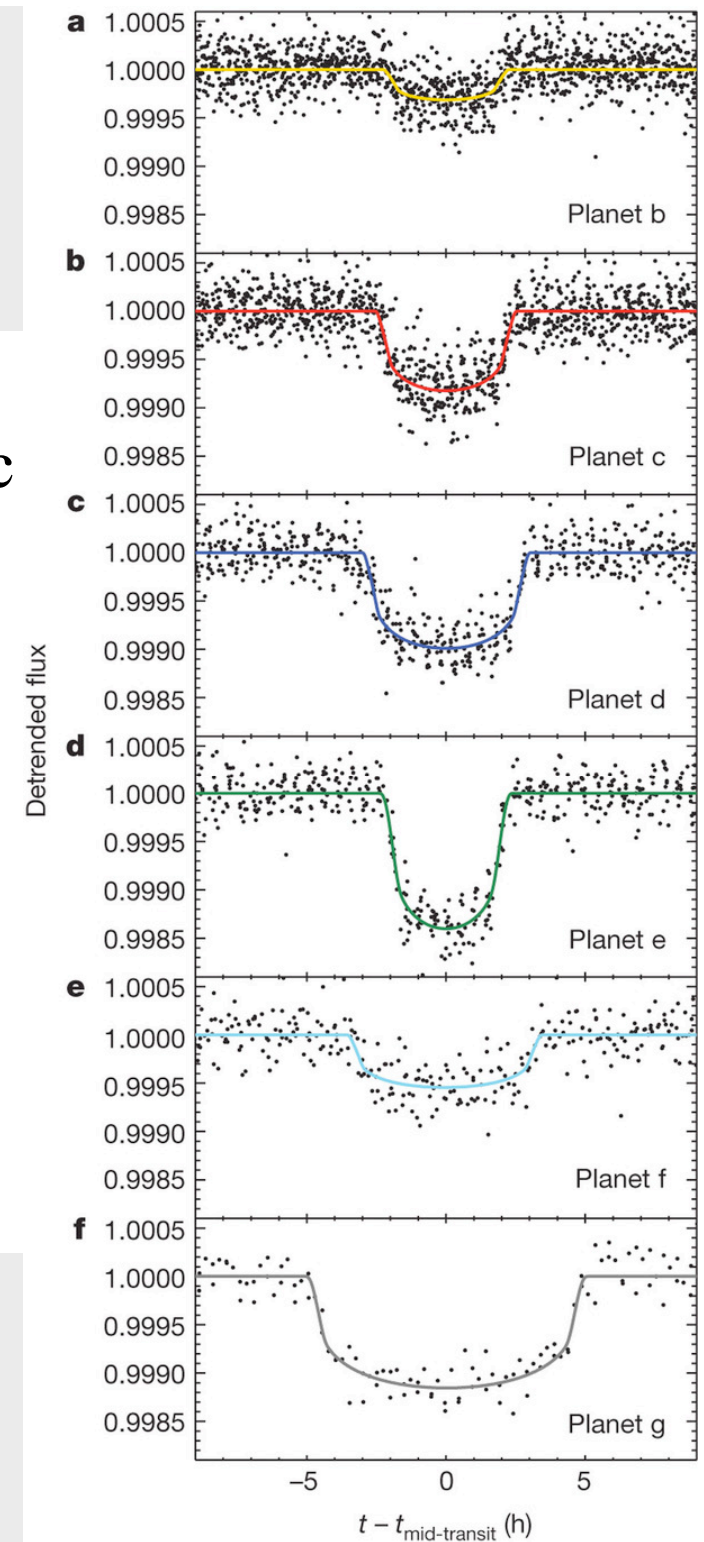 a 1.0005
1.0000
0.9995
0.9990
0.9985
Planet b
b 1.0005
1.0000
0.9995
0.9990
0.9985
Planet c
c
c 1.0005
1.0000
0.9995
0.9990
0.9985
Planet d
Detrended flux
d 1.0005
1.0000
0.9995
0.9990
0.9985
Planet e
e 1.0005
1.0000
0.9995
0.9990
0.9985
Planet f
f 1.0005
1.0000
0.9995
0.9990
0.9985
Planet g
−5 0 5
t − tmid-transit (h)